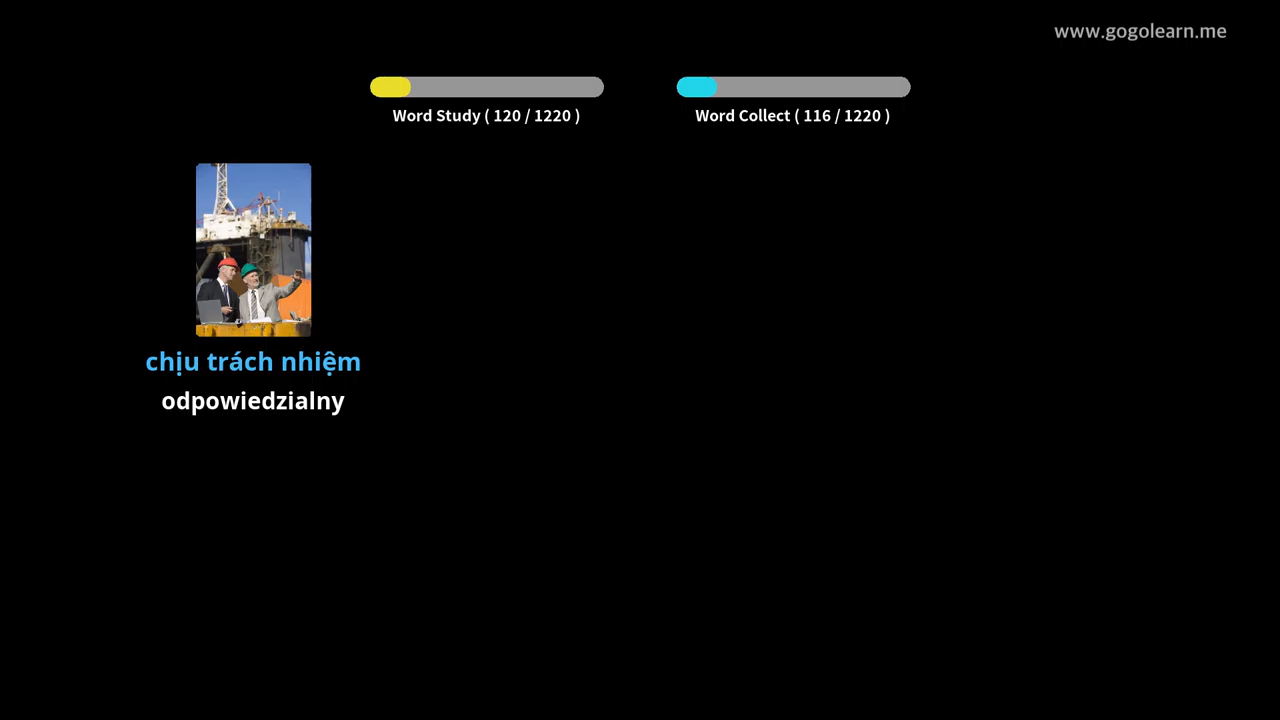 www.gogolearn.me
Word Study ( 120 / 1220 )
Word Collect ( 116 / 1220 )
chịu trách nhiệm
odpowiedzialny